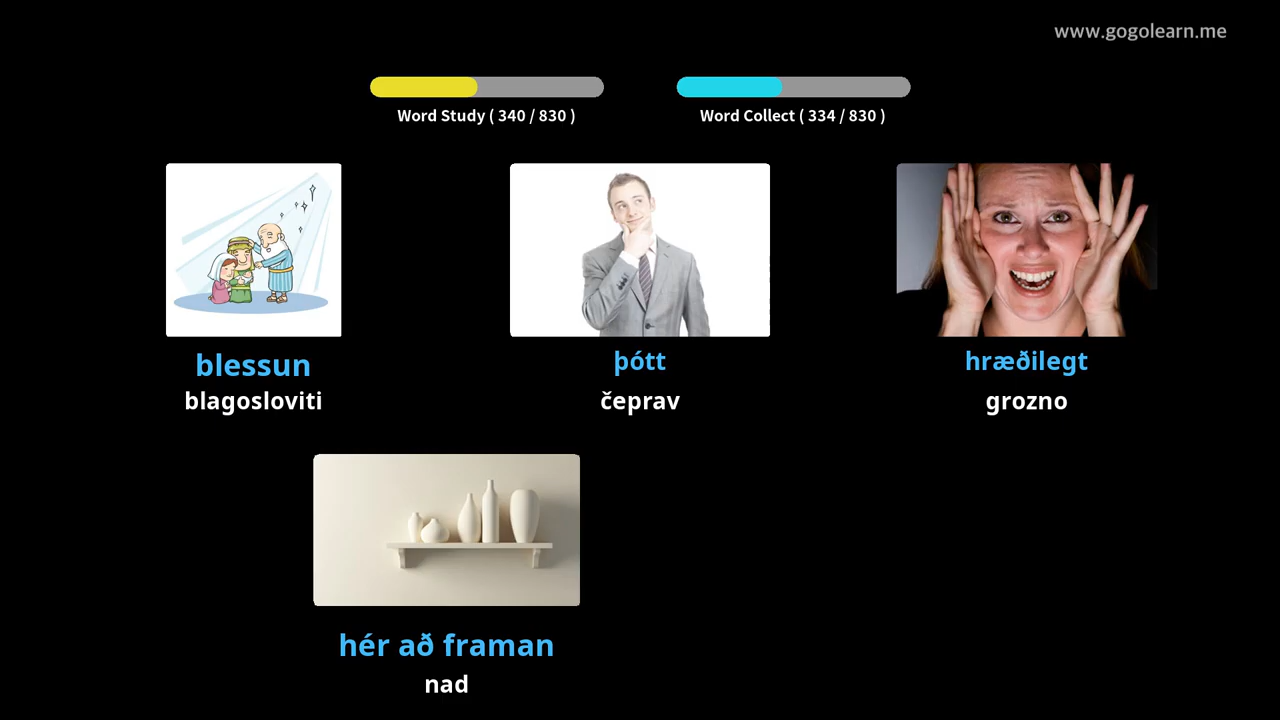 www.gogolearn.me
Word Study ( 340 / 830 )
Word Collect ( 334 / 830 )
blessun
blagosloviti
þótt
čeprav
hræðilegt
grozno
hér að framan
nad